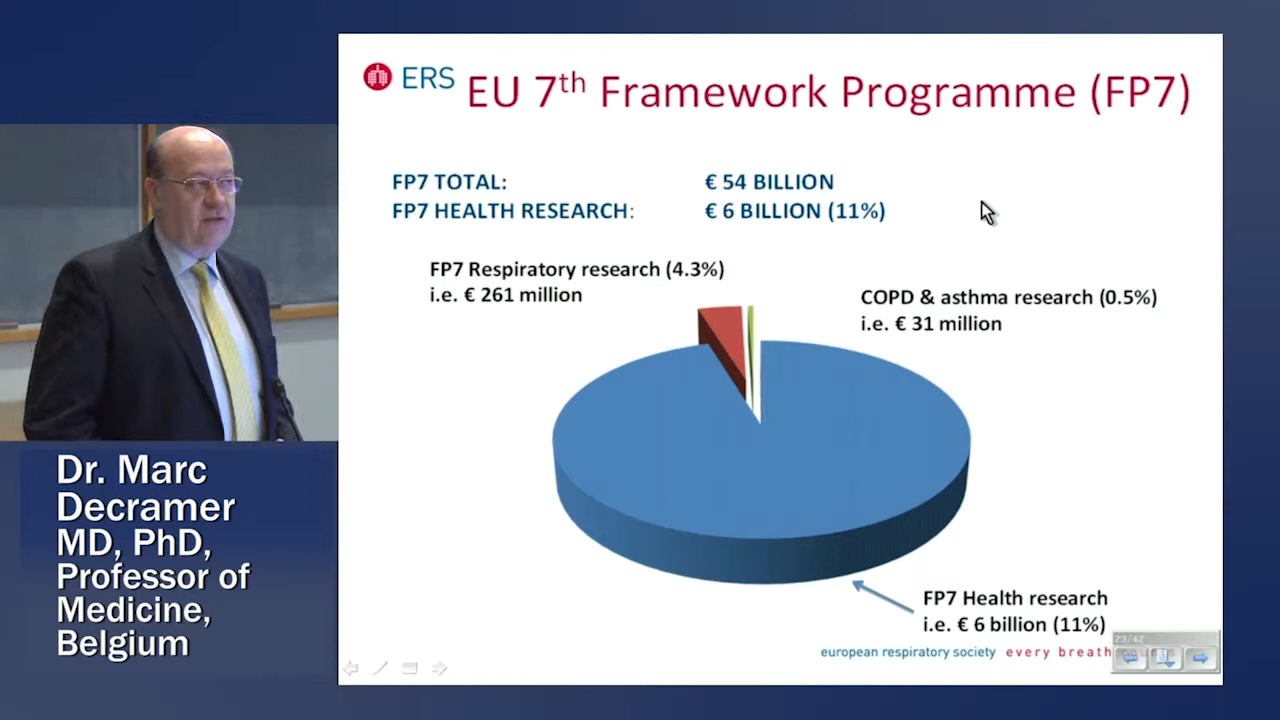 ERS EU 7th Framework Programme (FP7)
FP7 TOTAL: € 54 BILLION
FP7 HEALTH RESEARCH: € 6 BILLION (11%)
FP7 Respiratory research (4.3%)
i.e. € 261 million
COPD & asthma research (0.5%)
i.e. € 31 million
FP7 Health research
i.e. € 6 billion (11%)
23/42
european respiratory society every breath
Dr. Marc
Decramer
MD, PhD,
Professor of
Medicine,
Belgium